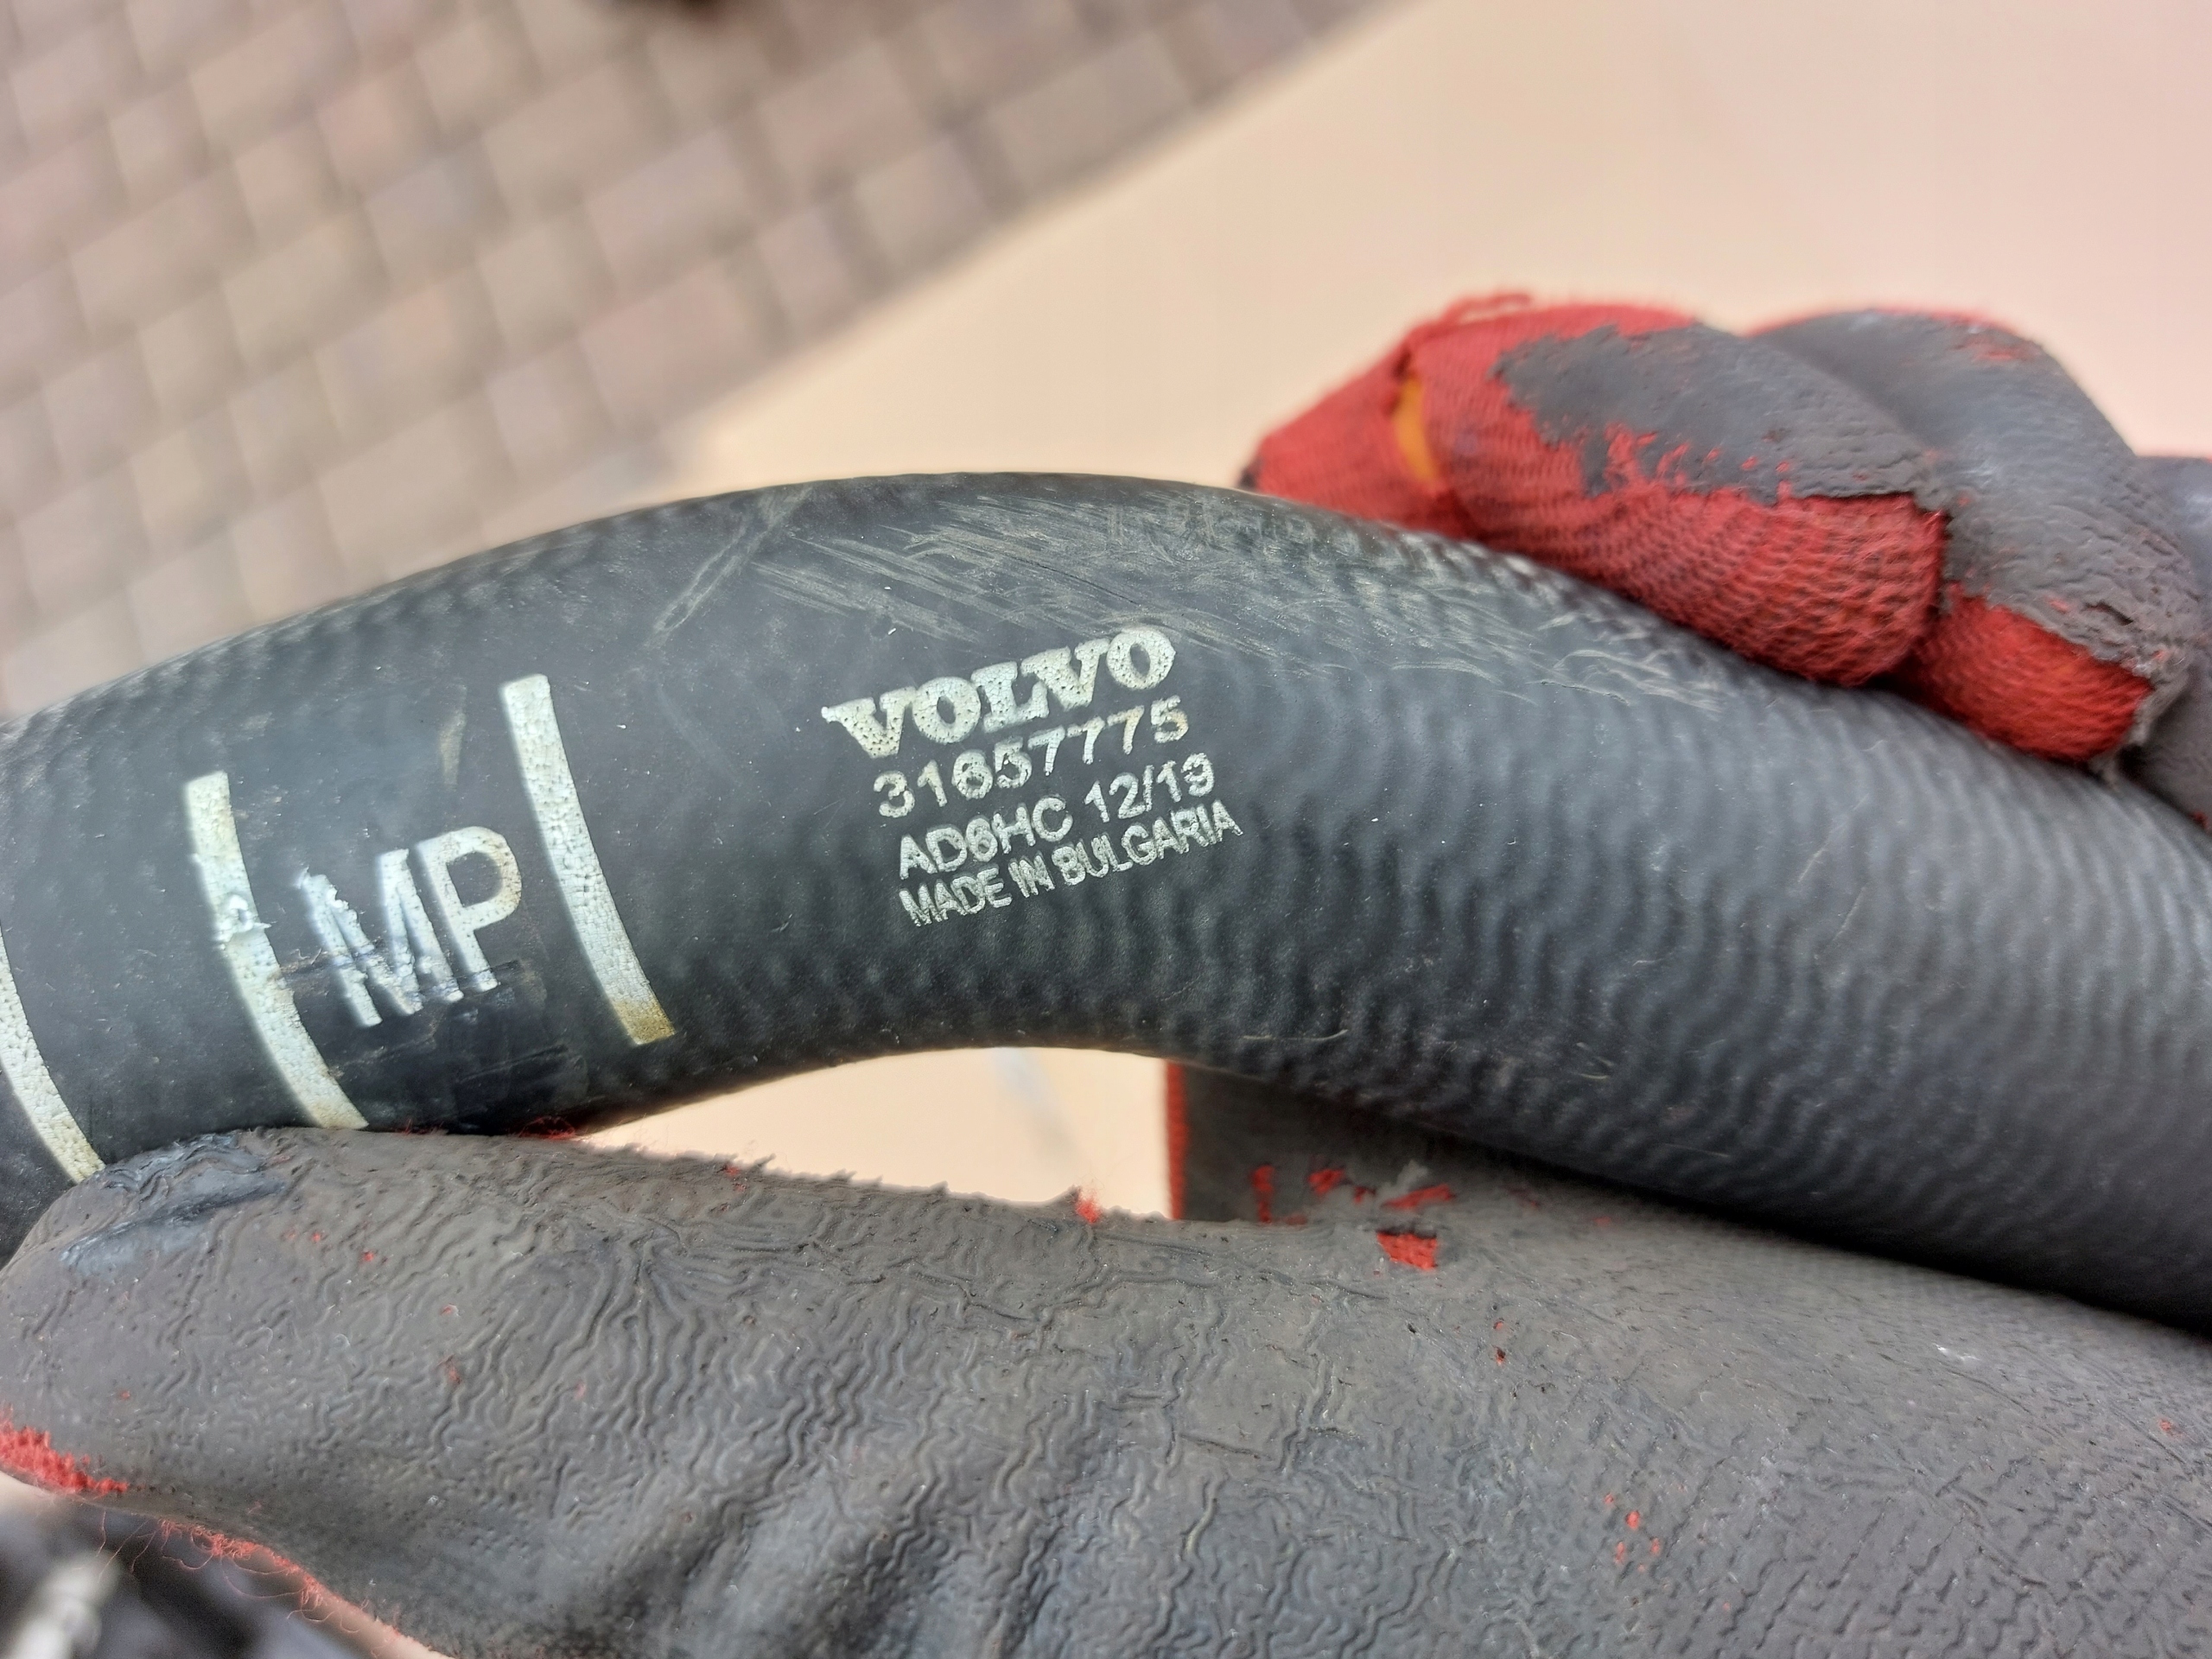 MP
VOLVO
31657775
AD6HC 12/19
MADE IN BULGARIA